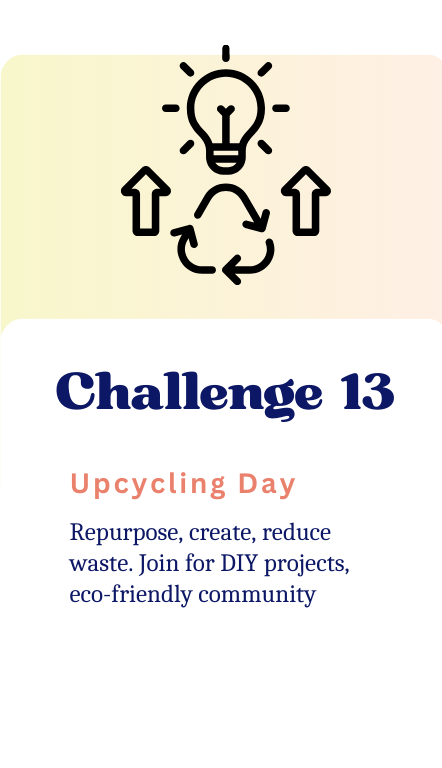 Challenge 13
Upcycling Day
Repurpose, create, reduce
waste. Join for DIY projects,
eco-friendly community